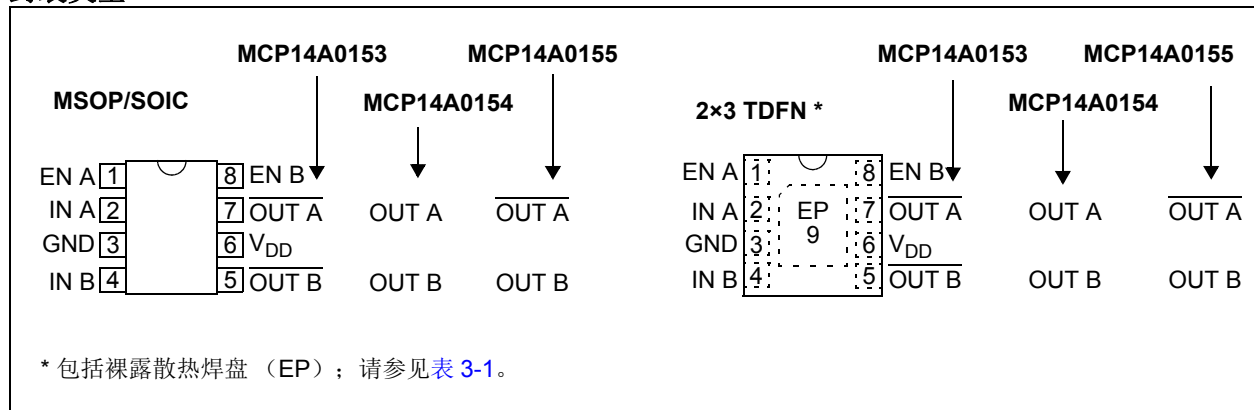 MCP14A0153 MCP14A0155 MCP14A0153 MCP14A0155
MSOP/SOIC MCP14A0154 2×3 TDFN * MCP14A0154
EN A 1 8 EN B EN A 1 8 EN B
IN A 2 7 OUT A OUT A OUT A IN A 2 EP 7 OUT A OUT A OUT A
GND 3 6 VDD GND 3 9 6 VDD
IN B 4 5 OUT B OUT B OUT B IN B 4 5 OUT B OUT B OUT B
* 包括裸露散热焊盘 （EP）；请参见表 3-1。